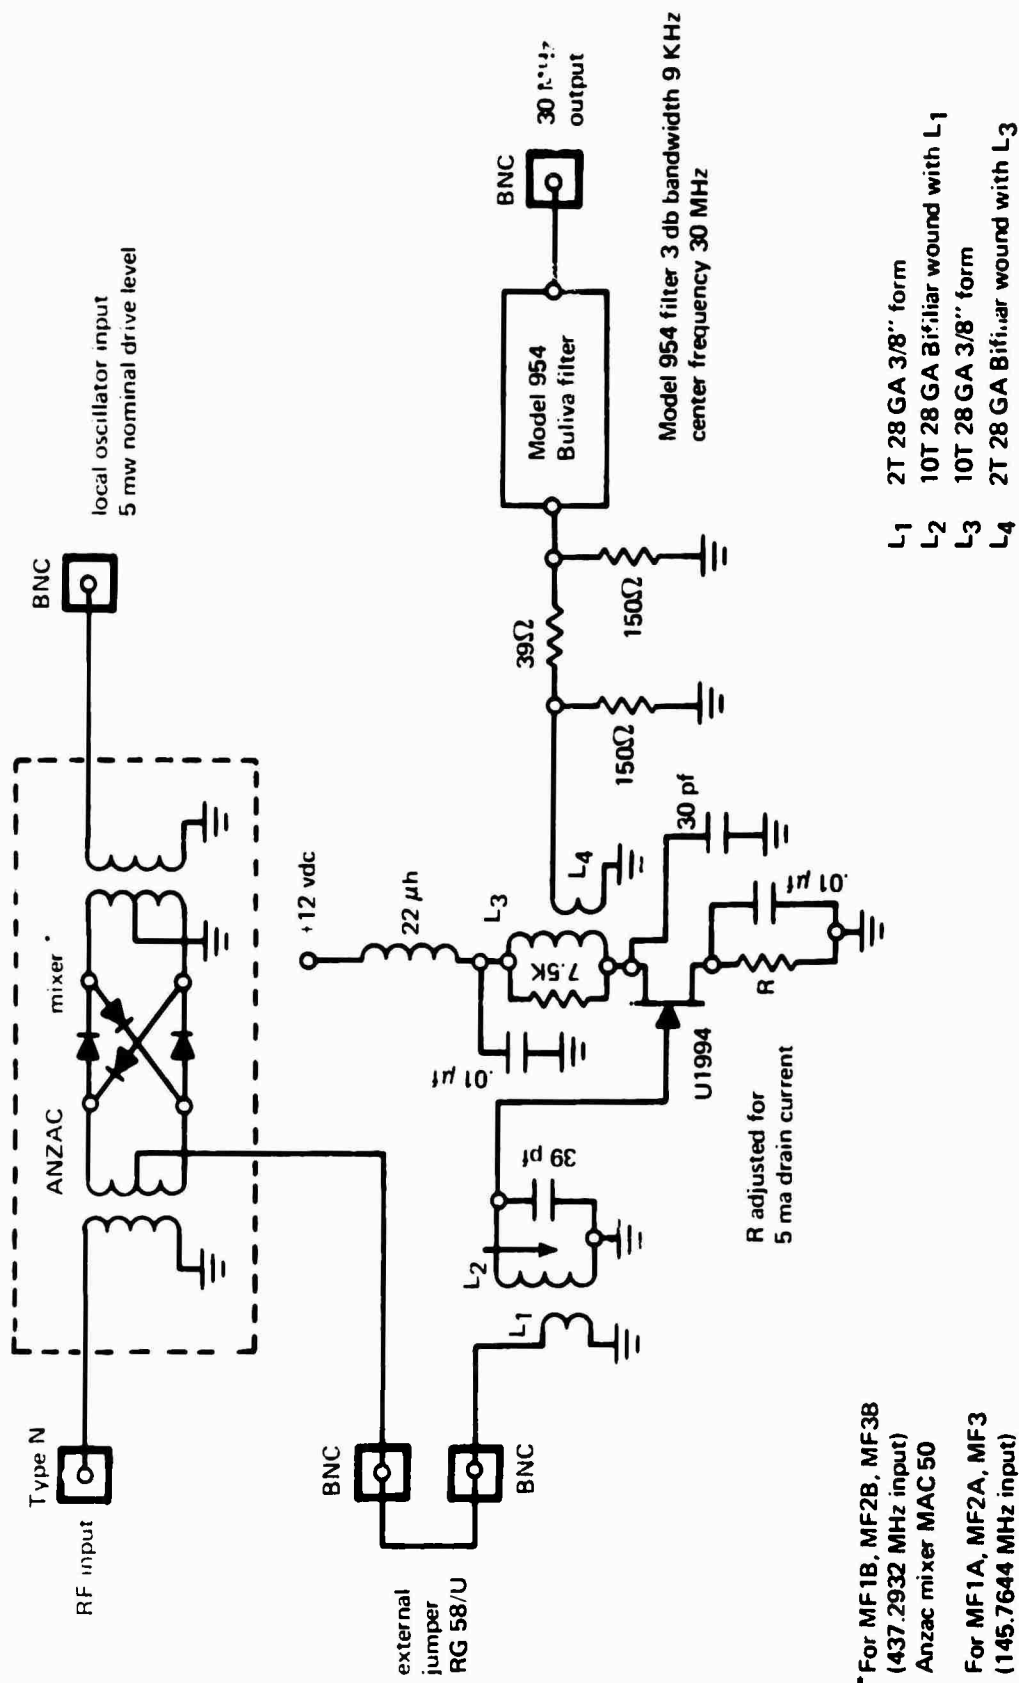 Type N
RF input
ANZAC
mixer *
BNC
local oscillator input
5 mw nominal drive level
external
jumper
RG 58/U
BNC
BNC
+12 vdc
22 μh
.01 μf
L3
7.5K
L4
L1
L2
39 pf
U1994
R adjusted for
5 ma drain current
R
.01 μf
30 pf
150Ω
39Ω
150Ω
Model 954
Buliva filter
BNC
30
output
Model 954 filter 3 db bandwidth 9 KHz
center frequency 30 MHz
L1 2T 28 GA 3/8" form
L2 10T 28 GA Bifiliar wound with L1
L3 10T 28 GA 3/8" form
L4 2T 28 GA Bifiliar wound with L3
*For MF1B, MF2B, MF3B
(437.2932 MHz input)
Anzac mixer MAC 50
For MF1A, MF2A, MF3
(145.7644 MHz input)